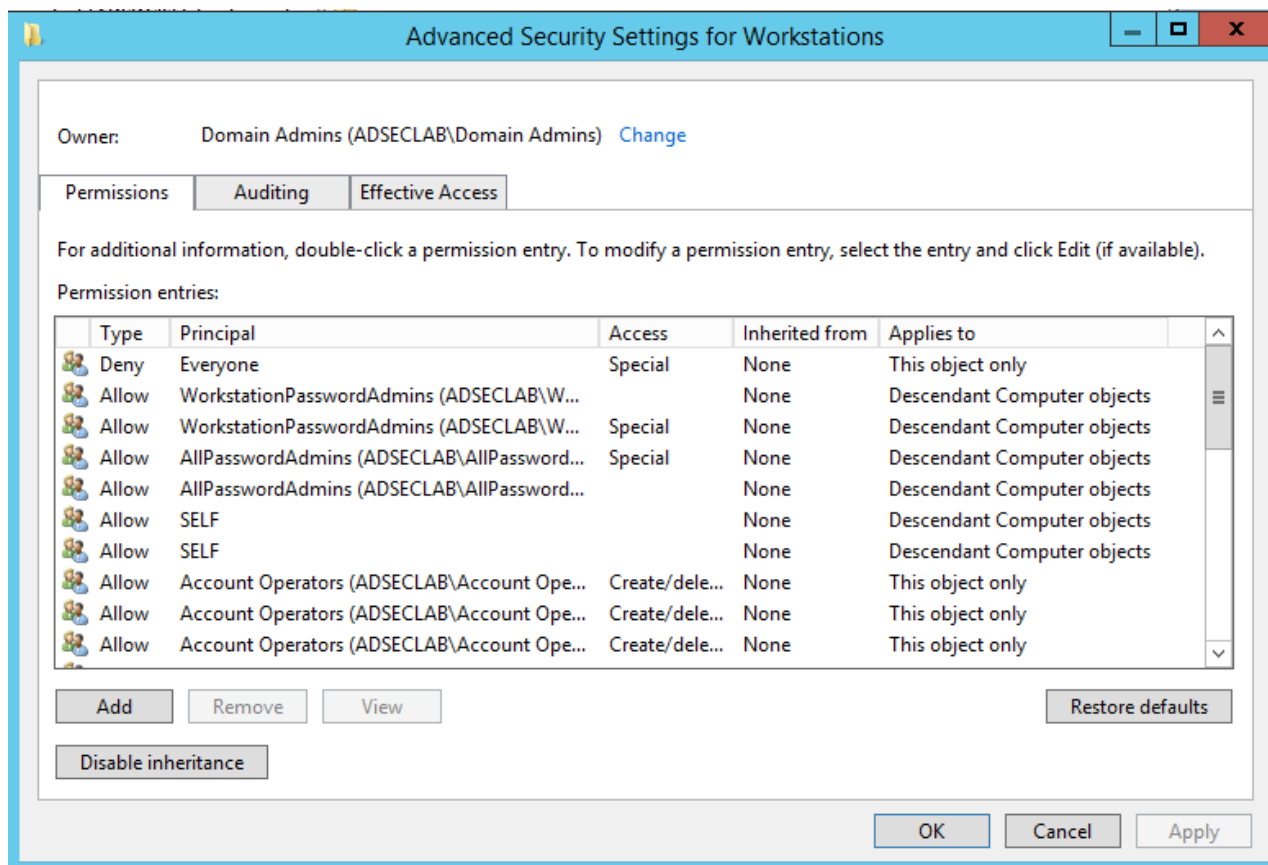 Advanced Security Settings for Workstations
Owner: Domain Admins (ADSECLAB\Domain Admins) Change
Permissions Auditing Effective Access
For additional information, double-click a permission entry. To modify a permission entry, select the entry and click Edit (if available).
Permission entries:
Type Principal Access Inherited from Applies to
Deny Everyone Special None This object only
Allow WorkstationPasswordAdmins (ADSECLAB\W... None Descendant Computer objects
Allow WorkstationPasswordAdmins (ADSECLAB\W... Special None Descendant Computer objects
Allow AllPasswordAdmins (ADSECLAB\AllPassword... Special None Descendant Computer objects
Allow AllPasswordAdmins (ADSECLAB\AllPassword... None Descendant Computer objects
Allow SELF None Descendant Computer objects
Allow SELF None Descendant Computer objects
Allow Account Operators (ADSECLAB\Account Ope... Create/dele... None This object only
Allow Account Operators (ADSECLAB\Account Ope... Create/dele... None This object only
Allow Account Operators (ADSECLAB\Account Ope... Create/dele... None This object only
Add Remove View Restore defaults
Disable inheritance
OK Cancel Apply